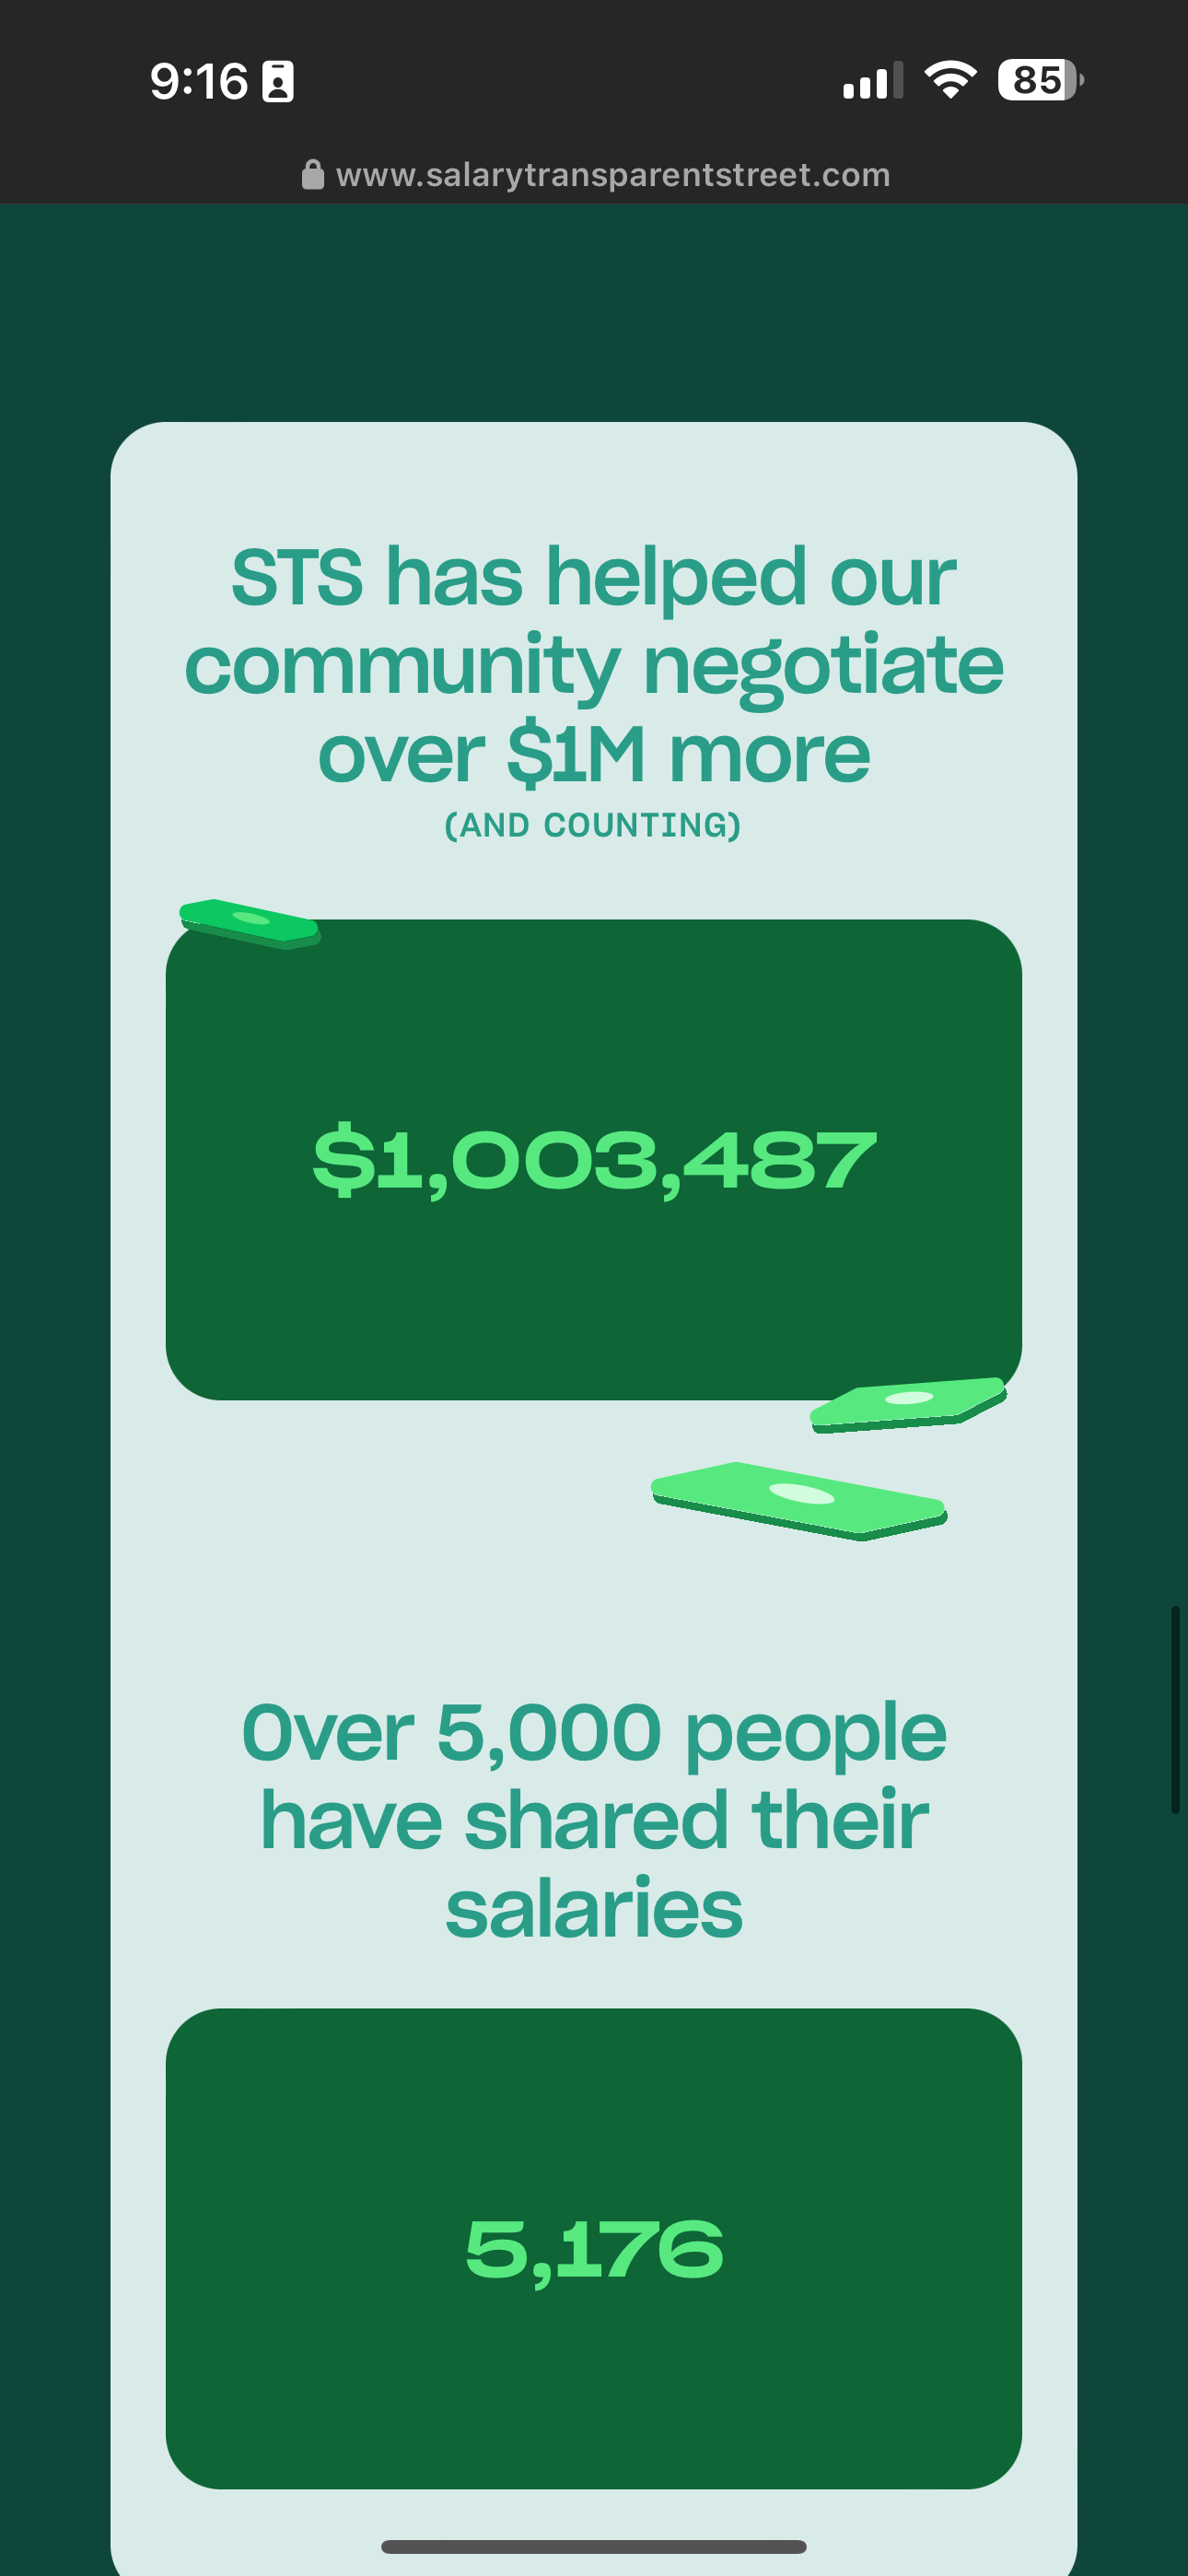 9:16
85
www.salarytransparentstreet.com
STS has helped our
community negotiate
over $1M more
(AND COUNTING)
$1,003,487
Over 5,000 people
have shared their
salaries
5,176